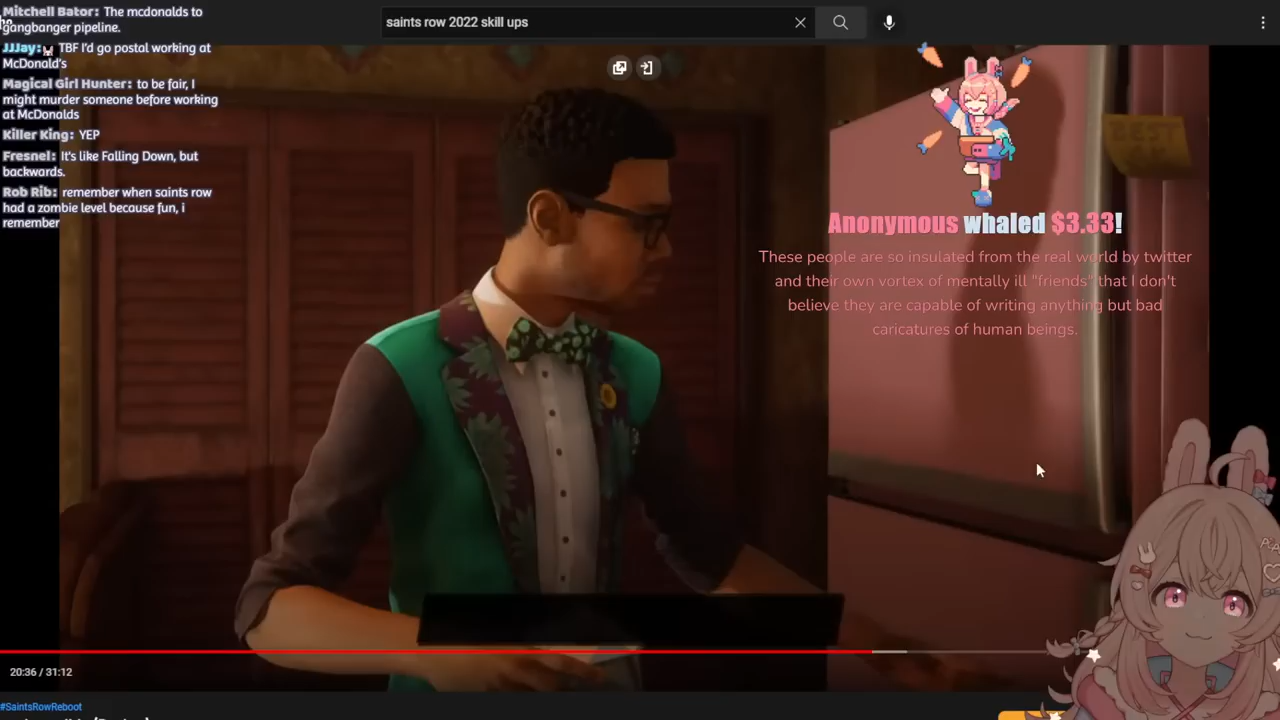 Mitchell Bator: The mcdonalds to
gangbanger pipeline.
JJJay: TBF I'd go postal working at
McDonald's
Magical Girl Hunter: to be fair, I
might murder someone before working
at McDonalds
Killer King: YEP
Fresnel: It's like Falling Down, but
backwards.
Rob Rib: remember when saints row
had a zombie level because fun, i
remember
saints row 2022 skill ups
BEST
Anonymous whaled $3.33!
These people are so insulated from the real world by twitter
and their own vortex of mentally ill "friends" that I don't
believe they are capable of writing anything but bad
caricatures of human beings.
20:36 / 31:12
#SaintsRowReboot